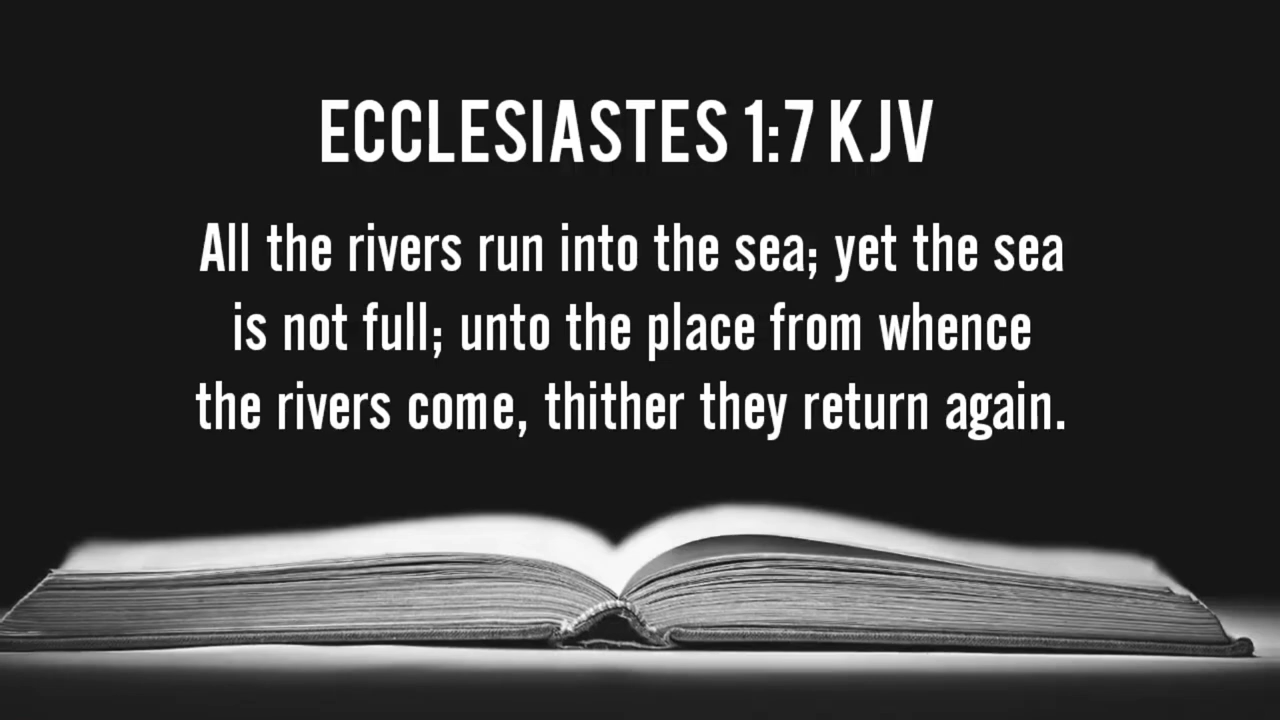 ECCLESIASTES 1:7 KJV
All the rivers run into the sea; yet the sea
is not full; unto the place from whence
the rivers come, thither they return again.